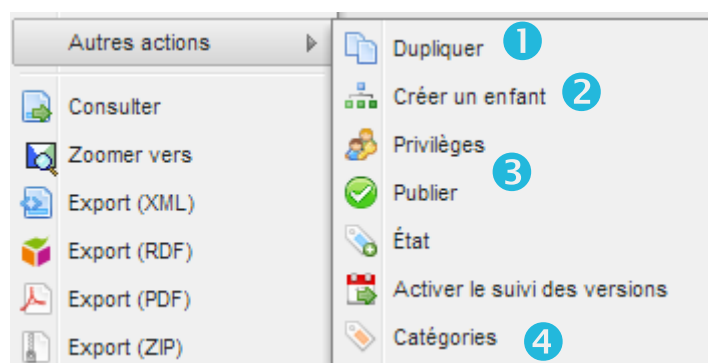 Autres actions
Consulter
Zoomer vers
Export (XML)
Export (RDF)
Export (PDF)
Export (ZIP)
Dupliquer 1
Créer un enfant 2
Privilèges
3
Publier
État
Activer le suivi des versions
Catégories 4